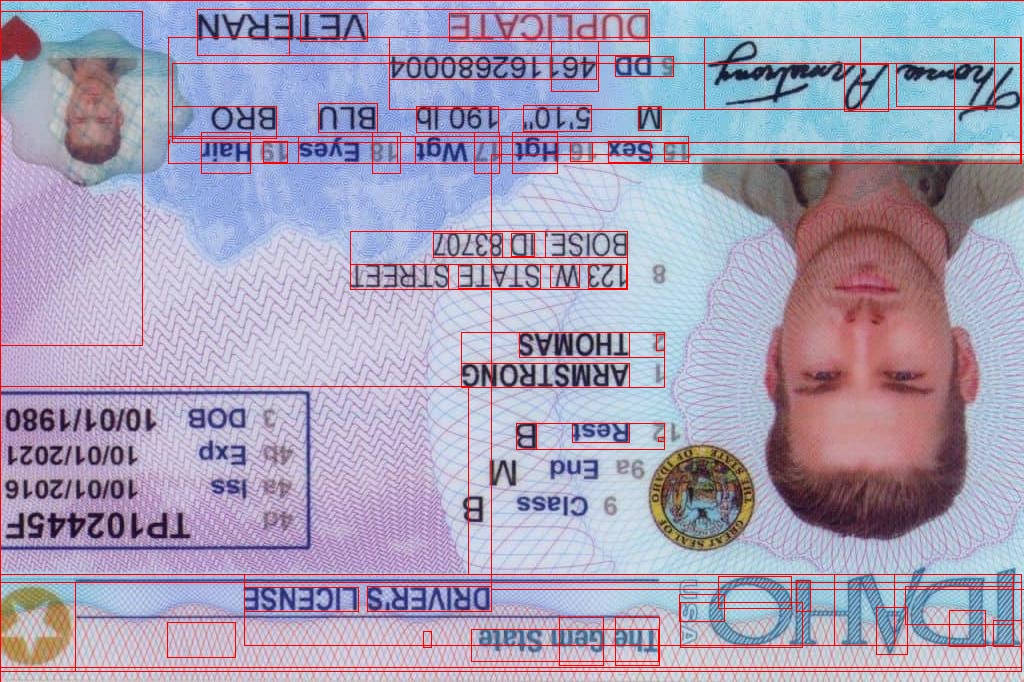 IDAHO USA
The Gem State
DRIVER'S LICENSE
GREAT SEAL OF THE STATE OF IDAHO
9 Class B
9a End M
12 Rest B
4d TP102445F
4a Iss 10/01/2016
4b Exp 10/01/2021
3 DOB 10/01/1980
1 ARMSTRONG
2 THOMAS
8 123 W. STATE STREET
BOISE, ID 83707
15 Sex 16 Hgt 17 Wgt 18 Eyes 19 Hair
M 5'10" 190 lb BLU BRO
5 DD 461162680004
Thomas Armstrong
DUPLICATE VETERAN